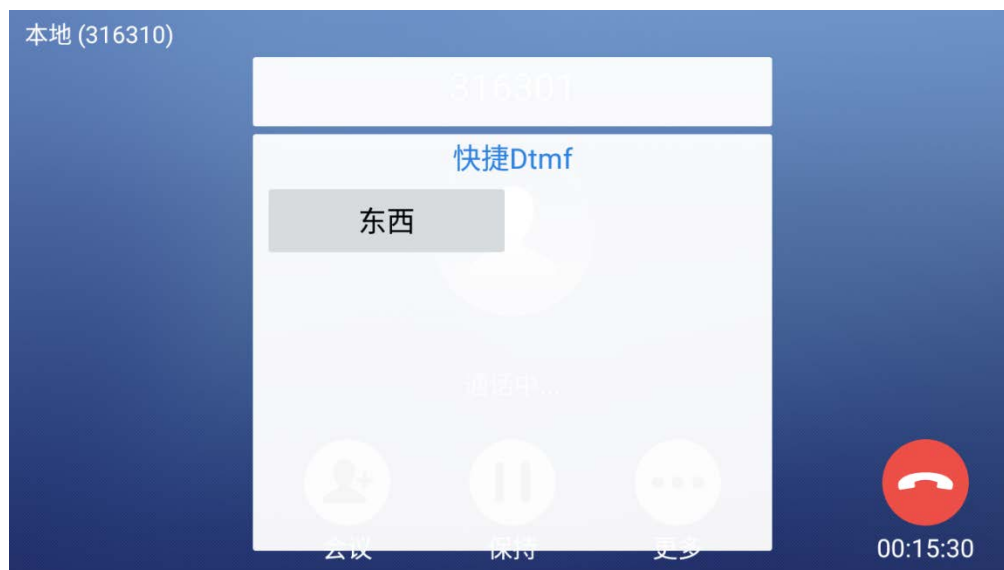 本地 (316310)
316301
快捷Dtmf
东西
通话中...
会议
保持
更多
00:15:30